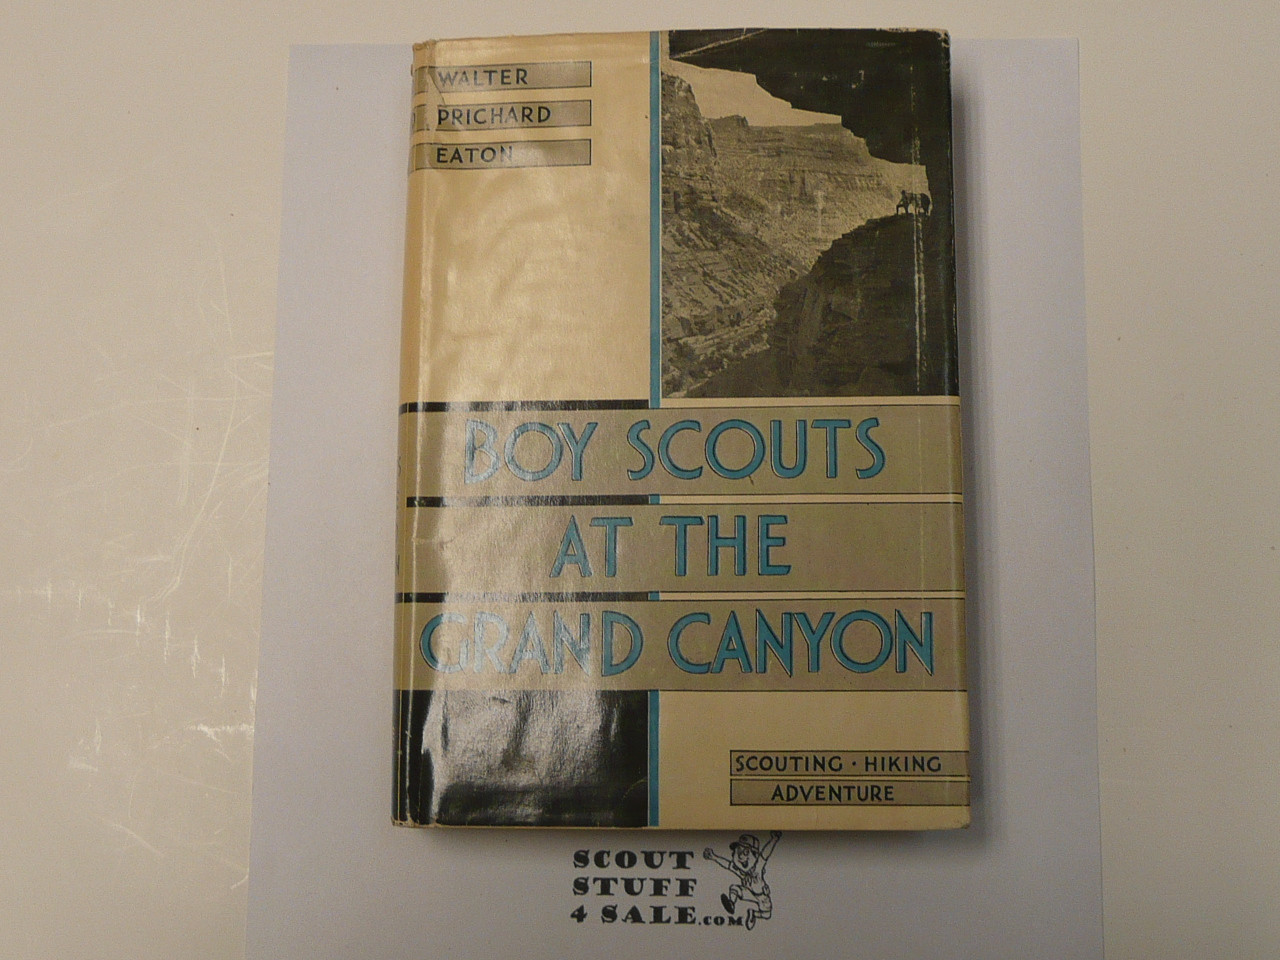 WALTER
PRICHARD
EATON
BOY SCOUTS
AT THE
GRAND CANYON
SCOUTING · HIKING
ADVENTURE
SCOUT
STUFF
4 SALE.COM